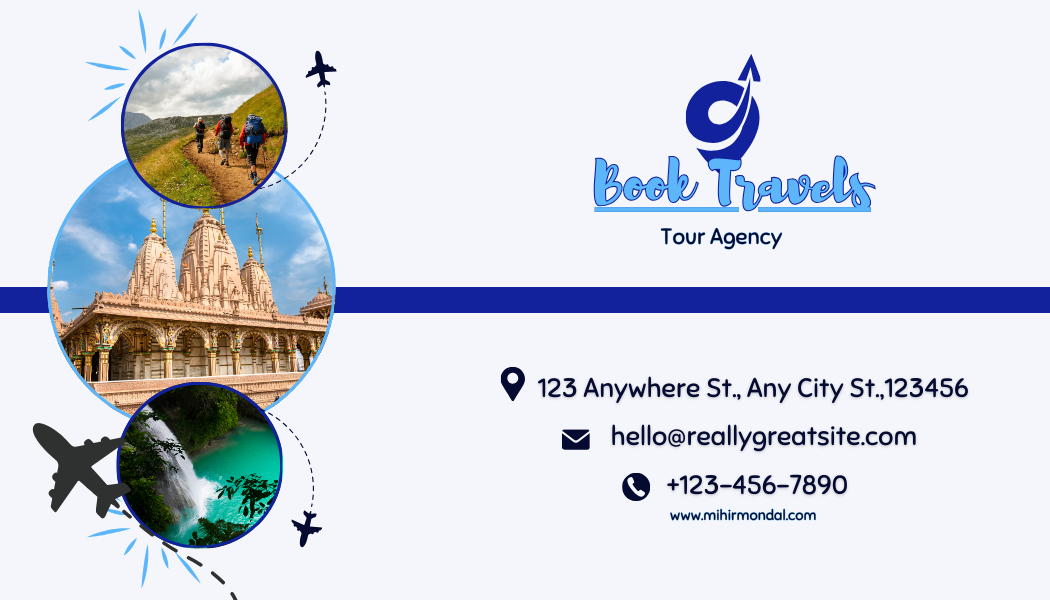 Book Travels
Tour Agency
123 Anywhere St., Any City St.,123456
hello@reallygreatsite.com
+123-456-7890
www.mihirmondal.com